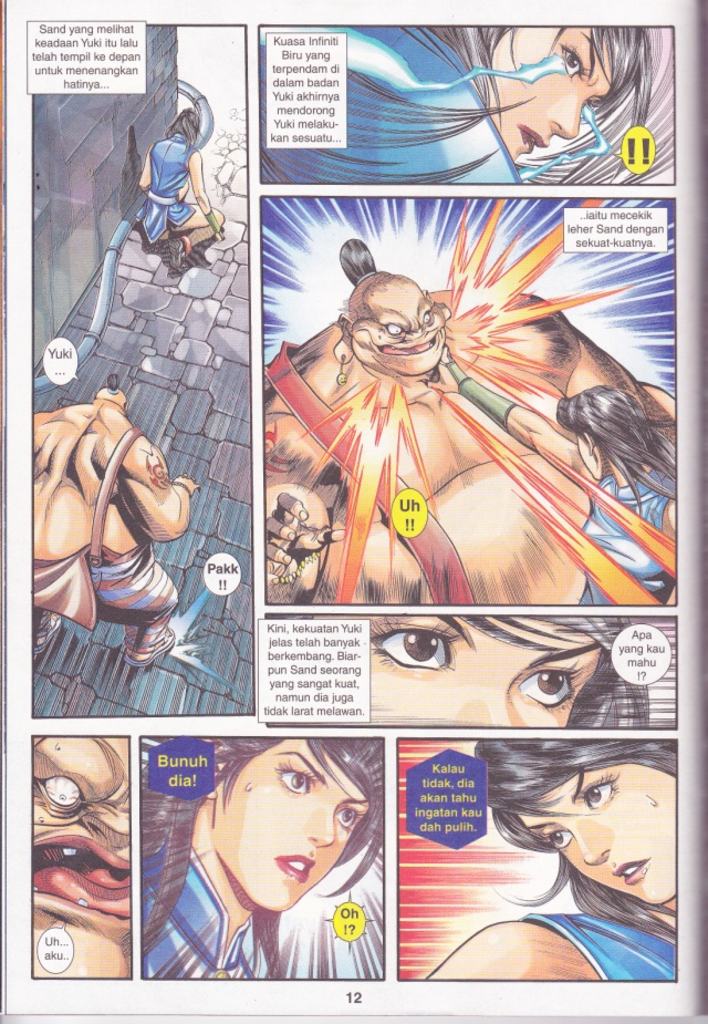 Sand yang melihat
keadaan Yuki itu lalu
telah tempil ke depan
untuk menenangkan
hatinya...
Yuki
...
Pakk
!!
Kuasa Infiniti
Biru yang
terpendam di
dalam badan
Yuki akhirnya
mendorong
Yuki melaku-
kan sesuatu...
!!
..iaitu mecekik
leher Sand dengan
sekuat-kuatnya.
Uh
!!
Kini, kekuatan Yuki
jelas telah banyak
berkembang. Biar-
pun Sand seorang
yang sangat kuat,
namun dia juga
tidak larat melawan.
Apa
yang kau
mahu
!?
Uh...
aku..
Bunuh
dia!
Oh
!?
Kalau
tidak, dia
akan tahu
ingatan kau
dah pulih.
12